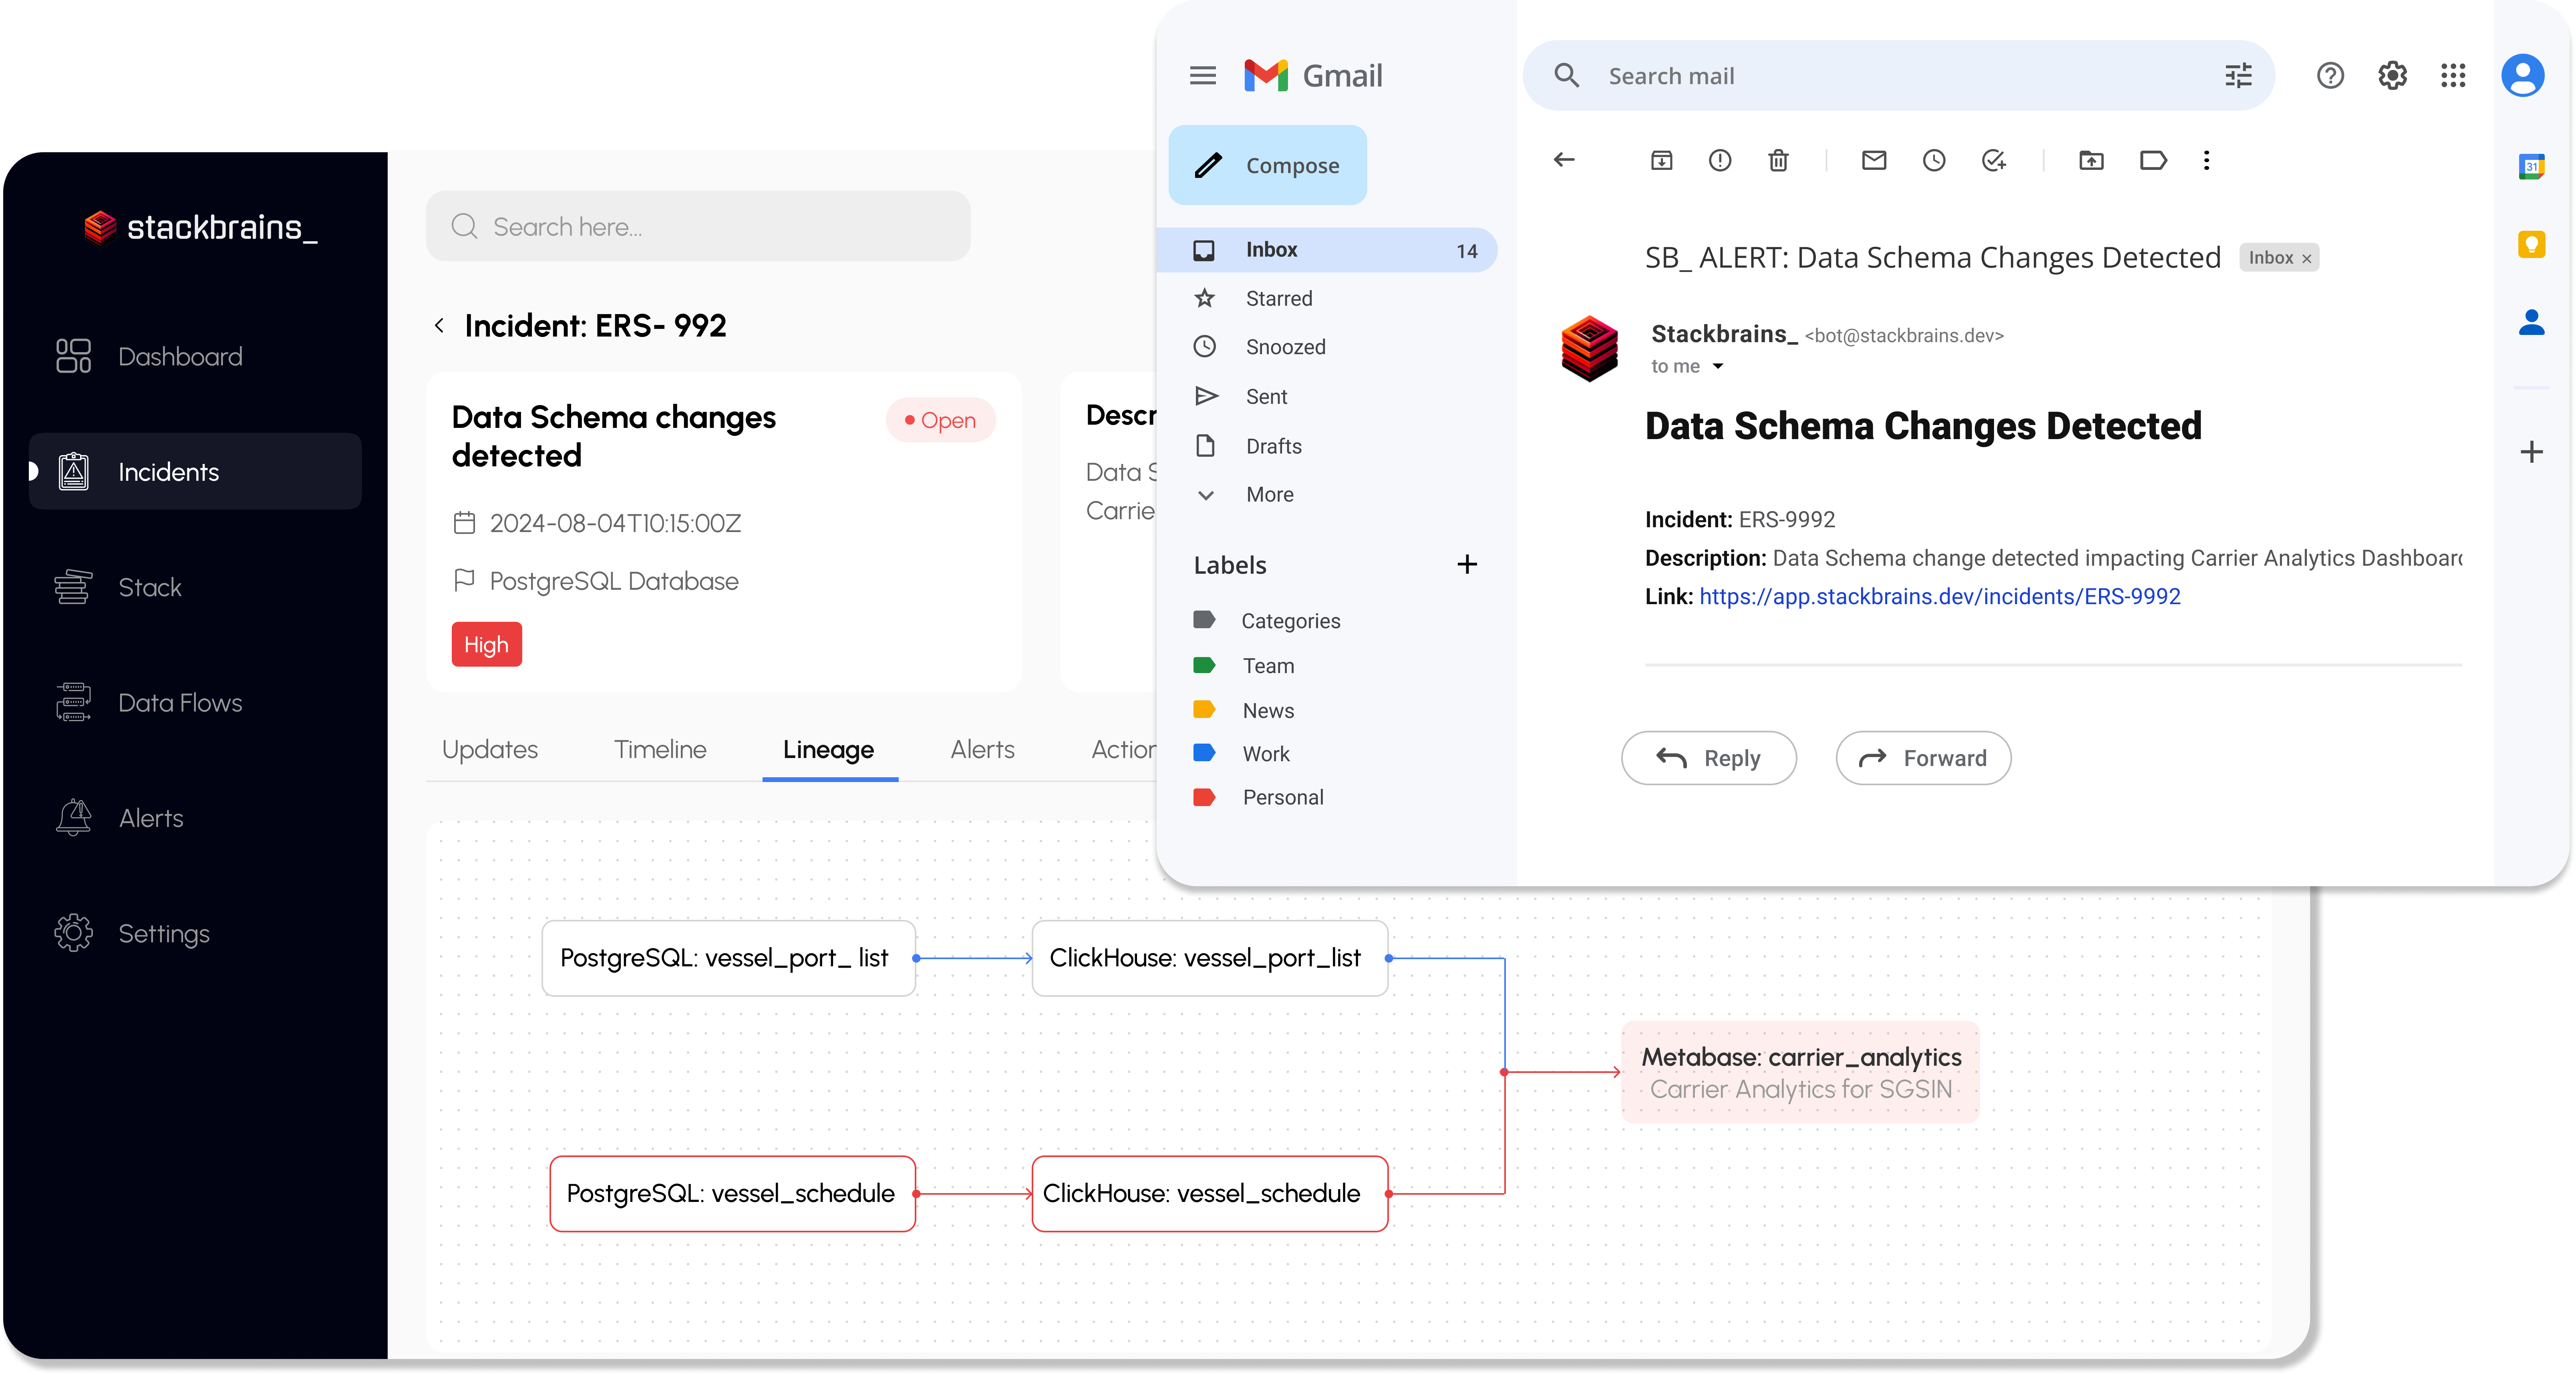 stackbrains_
Dashboard
Incidents
Stack
Data Flows
Alerts
Settings
Search here...
Incident: ERS- 992
Data Schema changes
detected
Open
2024-08-04T10:15:00Z
PostgreSQL Database
High
Descr
Data S
Carrie
Updates
Timeline
Lineage
Alerts
Action
PostgreSQL: vessel_port_ list
ClickHouse: vessel_port_list
Metabase: carrier_analytics
Carrier Analytics for SGSIN
PostgreSQL: vessel_schedule
ClickHouse: vessel_schedule
Gmail
Compose
Inbox 14
Starred
Snoozed
Sent
Drafts
More
Labels
Categories
Team
News
Work
Personal
Search mail
31
SB_ ALERT: Data Schema Changes Detected Inbox ×
Stackbrains_ <bot@stackbrains.dev>
to me
Data Schema Changes Detected
Incident: ERS-9992
Description: Data Schema change detected impacting Carrier Analytics Dashboard
Link: https://app.stackbrains.dev/incidents/ERS-9992
Reply
Forward